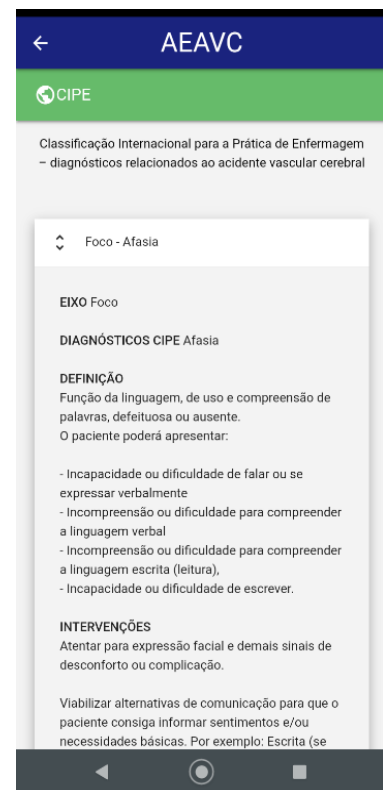 AEAVC
CIPE
Classificação Internacional para a Prática de Enfermagem
– diagnósticos relacionados ao acidente vascular cerebral
Foco - Afasia
EIXO Foco
DIAGNÓSTICOS CIPE Afasia
DEFINIÇÃO
Função da linguagem, de uso e compreensão de
palavras, defeituosa ou ausente.
O paciente poderá apresentar:
- Incapacidade ou dificuldade de falar ou se
expressar verbalmente
- Incompreensão ou dificuldade para compreender
a linguagem verbal
- Incompreensão ou dificuldade para compreender
a linguagem escrita (leitura),
- Incapacidade ou dificuldade de escrever.
INTERVENÇÕES
Atentar para expressão facial e demais sinais de
desconforto ou complicação.
Viabilizar alternativas de comunicação para que o
paciente consiga informar sentimentos e/ou
necessidades básicas. Por exemplo: Escrita (se